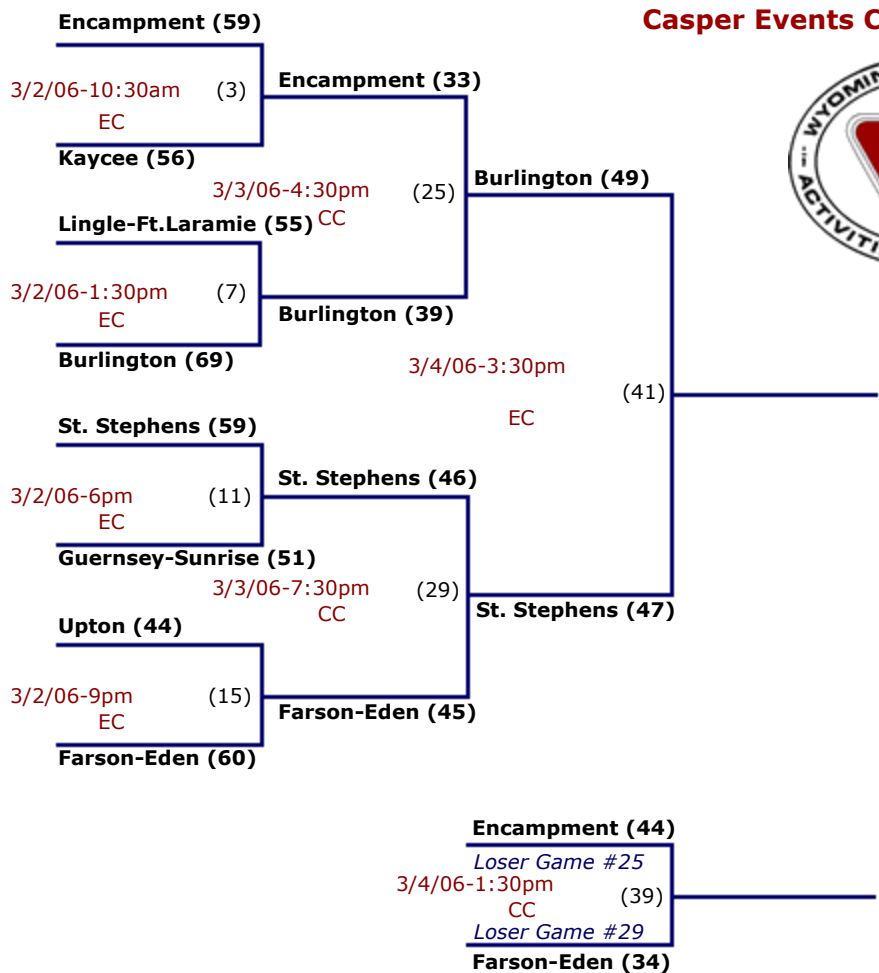 Casper Events C
WYOMIN
ACTIVITI
Encampment (59)
3/2/06-10:30am
(3)
EC
Kaycee (56)
Encampment (33)
3/3/06-4:30pm
(25)
CC
Burlington (49)
Lingle-Ft.Laramie (55)
3/2/06-1:30pm
(7)
EC
Burlington (69)
Burlington (39)
3/4/06-3:30pm
(41)
EC
St. Stephens (59)
3/2/06-6pm
(11)
EC
Guernsey-Sunrise (51)
St. Stephens (46)
3/3/06-7:30pm
(29)
CC
St. Stephens (47)
Upton (44)
3/2/06-9pm
(15)
EC
Farson-Eden (60)
Farson-Eden (45)
Encampment (44)
Loser Game #25
3/4/06-1:30pm
(39)
CC
Loser Game #29
Farson-Eden (34)